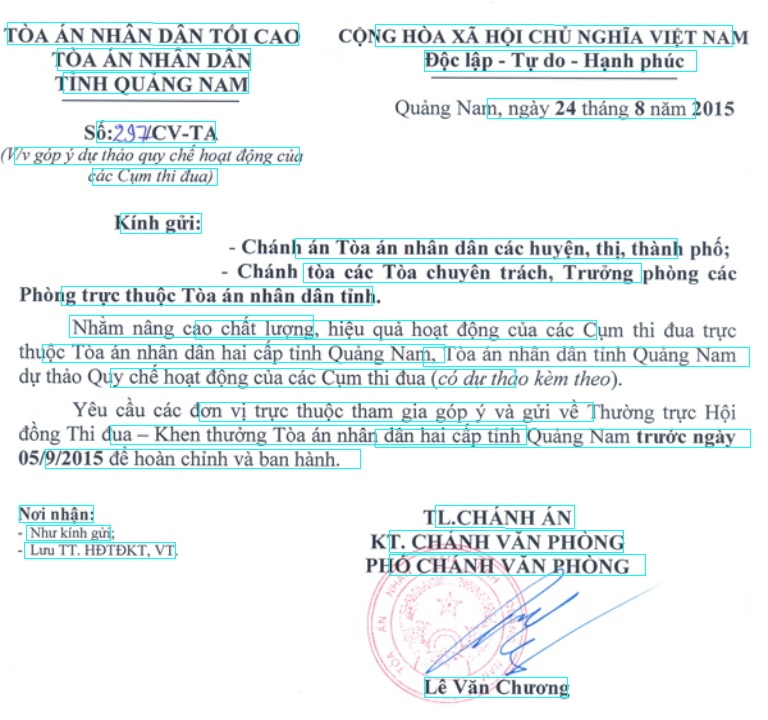 TÒA ÁN NHÂN DÂN TỐI CAO
TÒA ÁN NHÂN DÂN
TỈNH QUẢNG NAM
CỘNG HÒA XÃ HỘI CHỦ NGHĨA VIỆT NAM
Độc lập - Tự do - Hạnh phúc
Quảng Nam, ngày 24 tháng 8 năm 2015
Số:297/CV-TA
(V/v góp ý dự thảo quy chế hoạt động của
các Cụm thi đua)
Kính gửi:
- Chánh án Tòa án nhân dân các huyện, thị, thành phố;
- Chánh tòa các Tòa chuyên trách, Trưởng phòng các
Phòng trực thuộc Tòa án nhân dân tỉnh.
Nhằm nâng cao chất lượng, hiệu quả hoạt động của các Cụm thi đua trực
thuộc Tòa án nhân dân hai cấp tỉnh Quảng Nam, Tòa án nhân dân tỉnh Quảng Nam
dự thảo Quy chế hoạt động của các Cụm thi đua (có dự thảo kèm theo).
Yêu cầu các đơn vị trực thuộc tham gia góp ý và gửi về Thường trực Hội
đồng Thi đua – Khen thưởng Tòa án nhân dân hai cấp tỉnh Quảng Nam trước ngày
05/9/2015 để hoàn chỉnh và ban hành.
Nơi nhận:
- Như kính gửi;
- Lưu TT. HĐTĐKT, VT.
TL.CHÁNH ÁN
KT. CHÁNH VĂN PHÒNG
PHÓ CHÁNH VĂN PHÒNG
Lê Văn Chương